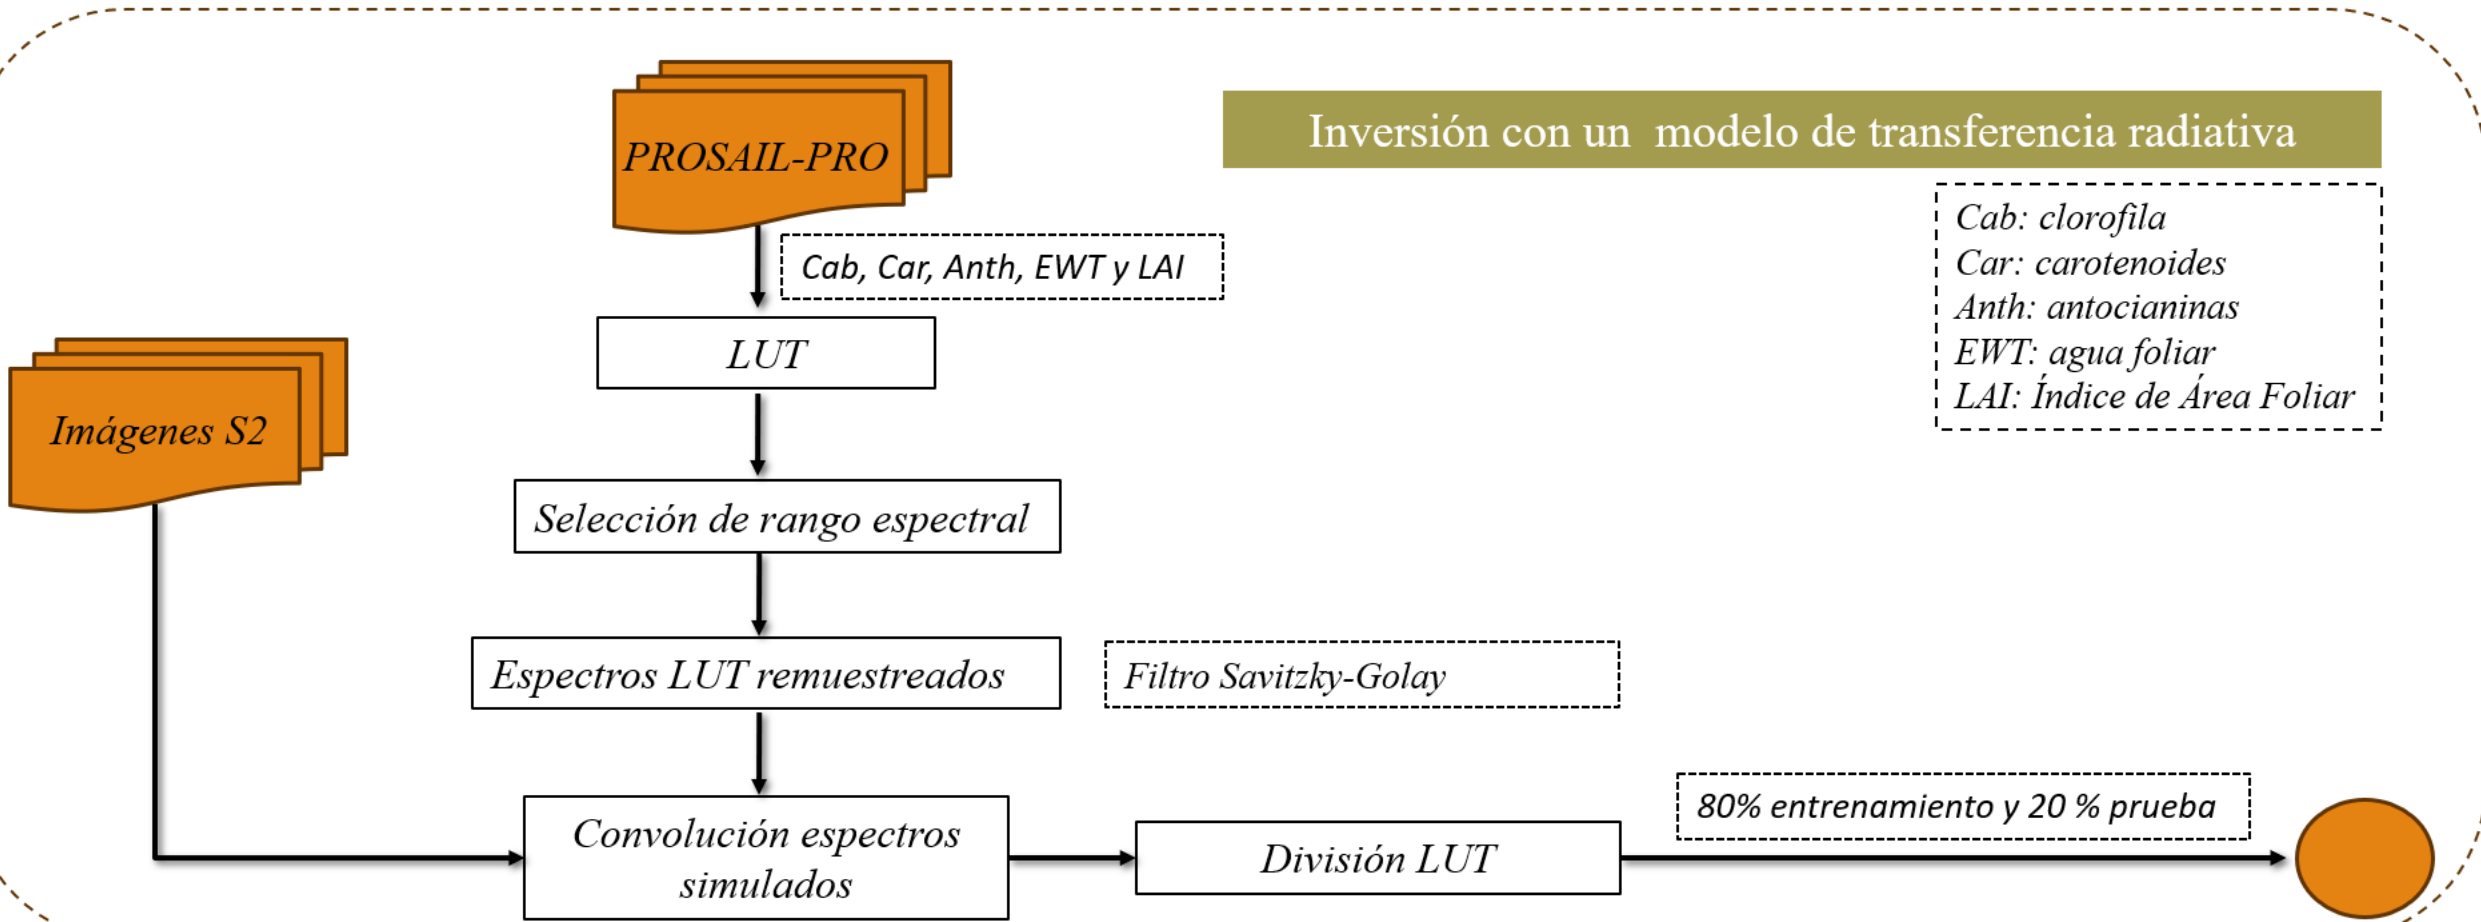 Inversión con un modelo de transferencia radiativa
PROSAIL-PRO
Cab, Car, Anth, EWT y LAI
Cab: clorofila
Car: carotenoides
Anth: antocianinas
EWT: agua foliar
LAI: Índice de Área Foliar
LUT
Imágenes S2
Selección de rango espectral
Espectros LUT remuestreados
Filtro Savitzky-Golay
Convolución espectros
simulados
División LUT
80% entrenamiento y 20 % prueba